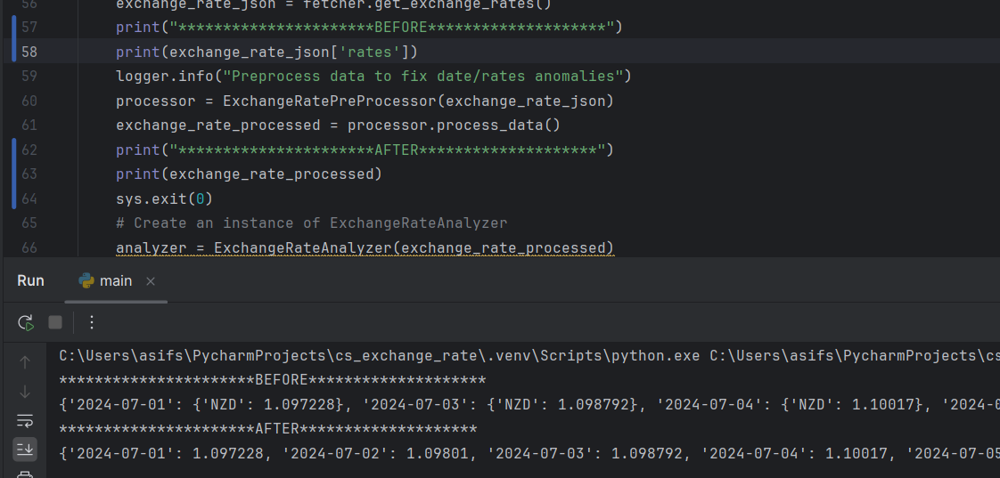 56 exchange_rate_json = fetcher.get_exchange_rates()
57 print("**********************BEFORE********************")
58 print(exchange_rate_json['rates'])
59 logger.info("Preprocess data to fix date/rates anomalies")
60 processor = ExchangeRatePreProcessor(exchange_rate_json)
61 exchange_rate_processed = processor.process_data()
62 print("**********************AFTER********************")
63 print(exchange_rate_processed)
64 sys.exit(0)
65 # Create an instance of ExchangeRateAnalyzer
66 analyzer = ExchangeRateAnalyzer(exchange_rate_processed)
Run main
C:\Users\asifs\PycharmProjects\cs_exchange_rate\.venv\Scripts\python.exe C:\Users\asifs\PycharmProjects\cs
**********************BEFORE********************
{'2024-07-01': {'NZD': 1.097228}, '2024-07-03': {'NZD': 1.098792}, '2024-07-04': {'NZD': 1.10017}, '2024-0
**********************AFTER********************
{'2024-07-01': 1.097228, '2024-07-02': 1.09801, '2024-07-03': 1.098792, '2024-07-04': 1.10017, '2024-07-05